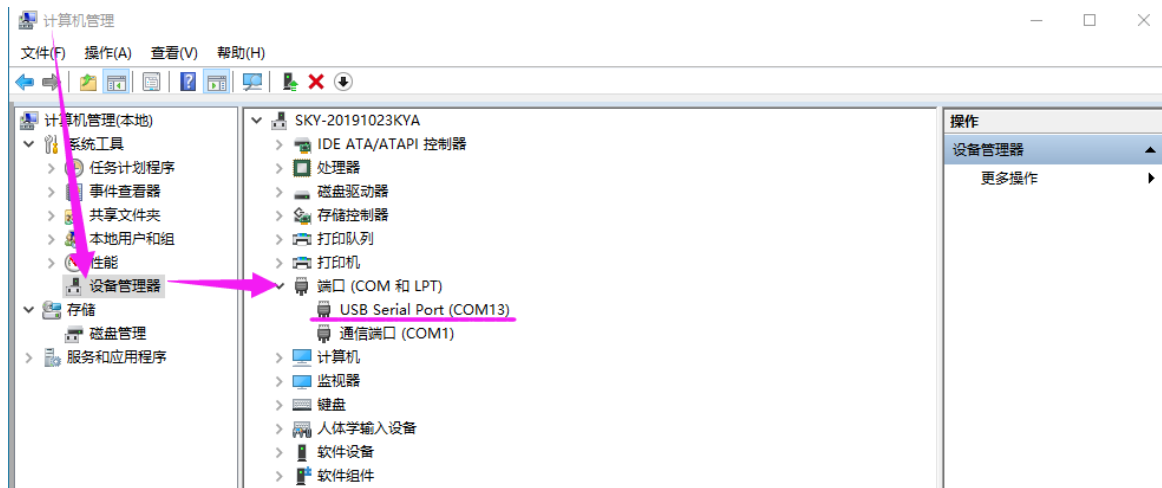 计算机管理
文件(F) 操作(A) 查看(V) 帮助(H)
计算机管理(本地)
系统工具
任务计划程序
事件查看器
共享文件夹
本地用户和组
性能
设备管理器
存储
磁盘管理
服务和应用程序
SKY-20191023KYA
IDE ATA/ATAPI 控制器
处理器
磁盘驱动器
存储控制器
打印队列
打印机
端口 (COM 和 LPT)
USB Serial Port (COM13)
通信端口 (COM1)
计算机
监视器
键盘
人体学输入设备
软件设备
软件组件
操作
设备管理器
更多操作